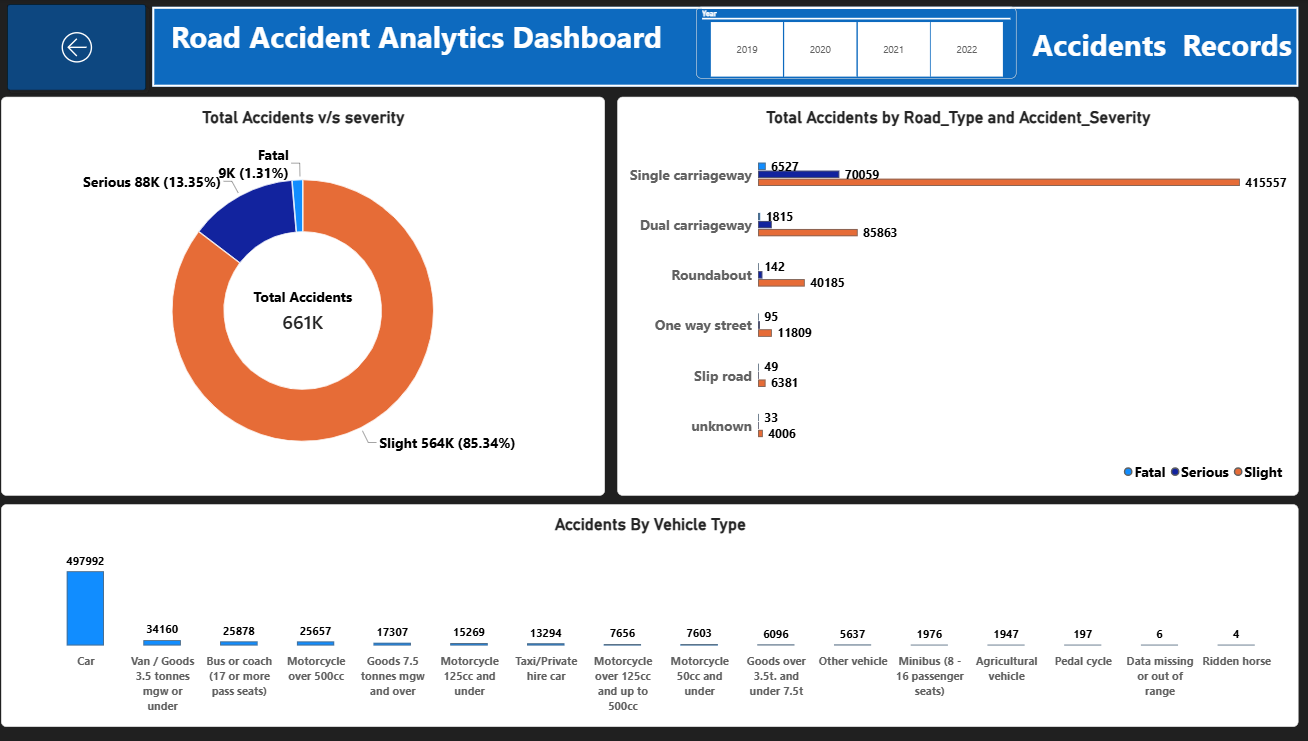 Road Accident Analytics Dashboard
Year
2019
2020
2021
2022
Accidents Records
Total Accidents v/s severity
Fatal
9K (1.31%)
Serious 88K (13.35%)
Total Accidents
661K
Slight 564K (85.34%)
Total Accidents by Road_Type and Accident_Severity
Single carriageway
6527
70059
415557
Dual carriageway
1815
85863
Roundabout
142
40185
One way street
95
11809
Slip road
49
6381
unknown
33
4006
Fatal
Serious
Slight
Accidents By Vehicle Type
497992
34160
25878
25657
17307
15269
13294
7656
7603
6096
5637
1976
1947
197
6
4
Car
Van / Goods
3.5 tonnes
mgw or
under
Bus or coach
(17 or more
pass seats)
Motorcycle
over 500cc
Goods 7.5
tonnes mgw
and over
Motorcycle
125cc and
under
Taxi/Private
hire car
Motorcycle
over 125cc
and up to
500cc
Motorcycle
50cc and
under
Goods over
3.5t. and
under 7.5t
Other vehicle
Minibus (8 -
16 passenger
seats)
Agricultural
vehicle
Pedal cycle
Data missing
or out of
range
Ridden horse